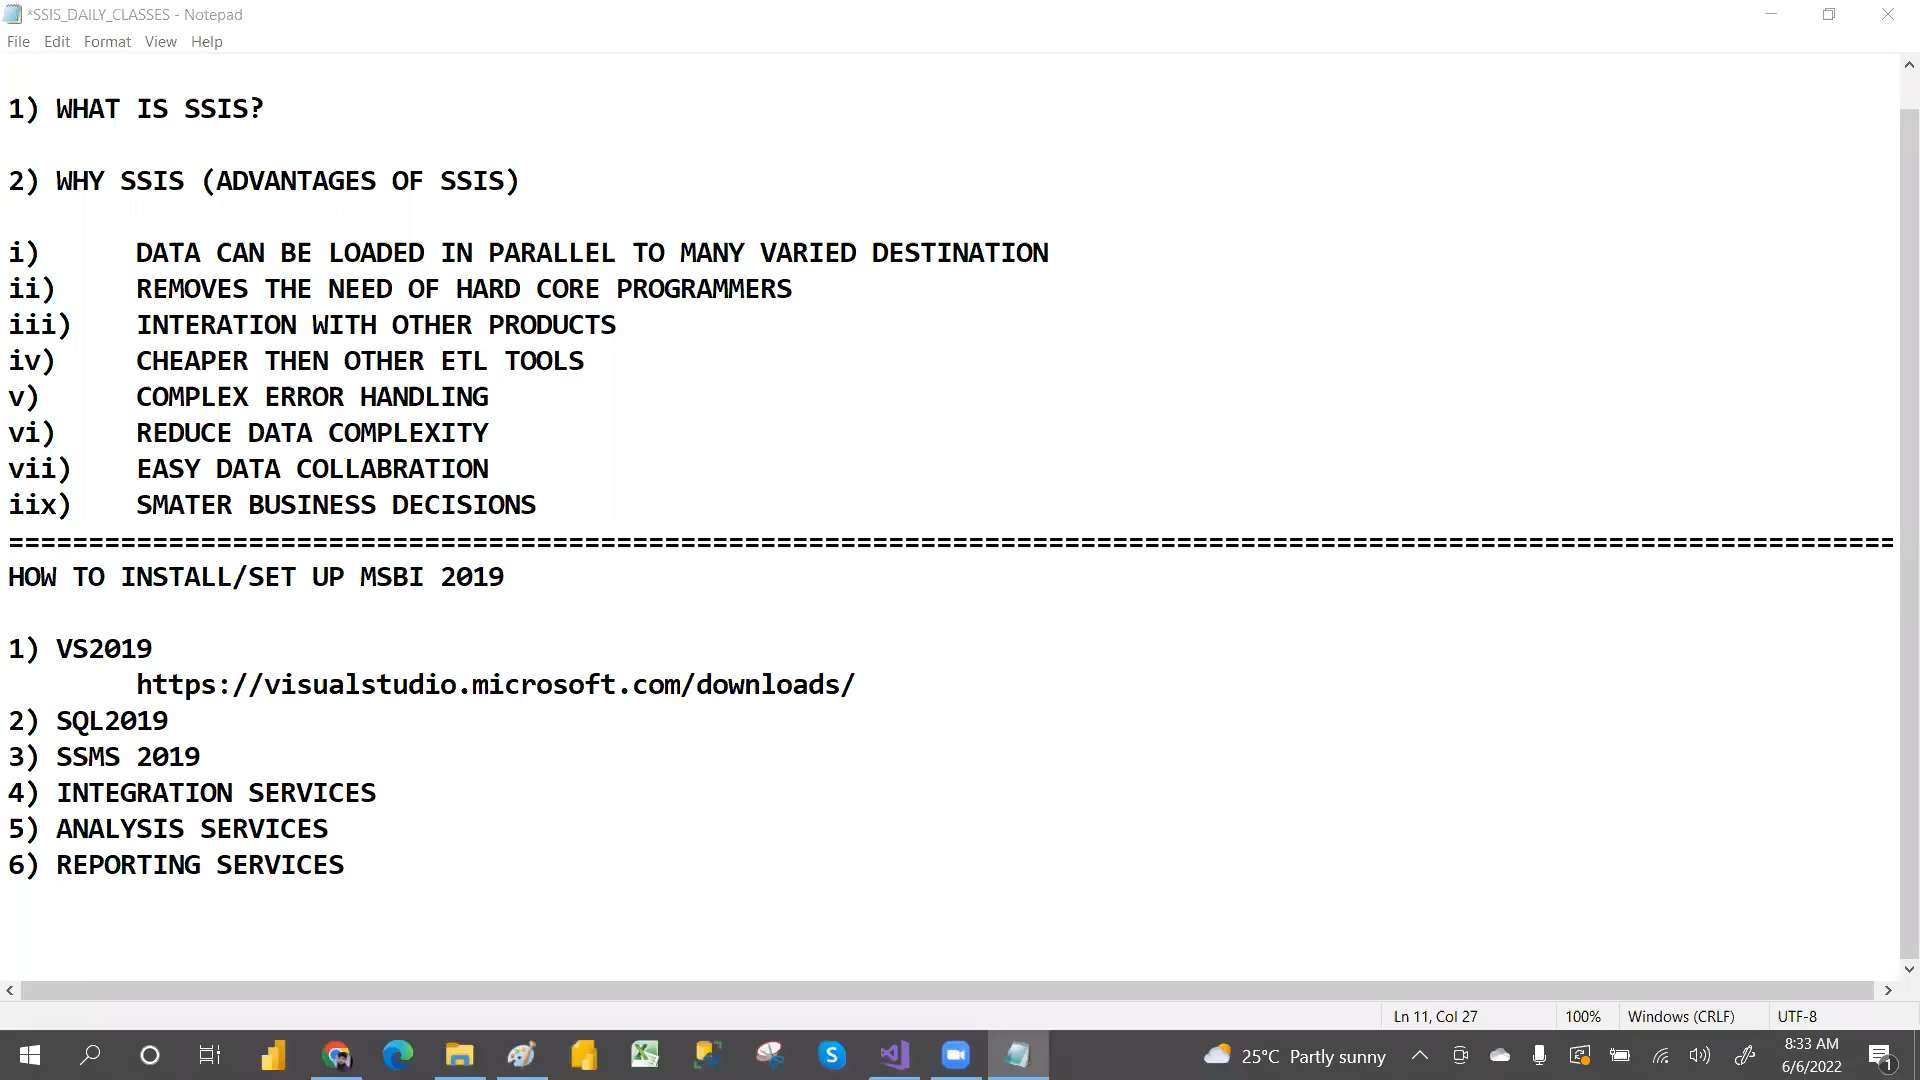 *SSIS_DAILY_CLASSES - Notepad
File Edit Format View Help
1) WHAT IS SSIS?
2) WHY SSIS (ADVANTAGES OF SSIS)
i) DATA CAN BE LOADED IN PARALLEL TO MANY VARIED DESTINATION
ii) REMOVES THE NEED OF HARD CORE PROGRAMMERS
iii) INTERATION WITH OTHER PRODUCTS
iv) CHEAPER THEN OTHER ETL TOOLS
v) COMPLEX ERROR HANDLING
vi) REDUCE DATA COMPLEXITY
vii) EASY DATA COLLABRATION
iix) SMATER BUSINESS DECISIONS
======================================================================================================================
HOW TO INSTALL/SET UP MSBI 2019
1) VS2019
https://visualstudio.microsoft.com/downloads/
2) SQL2019
3) SSMS 2019
4) INTEGRATION SERVICES
5) ANALYSIS SERVICES
6) REPORTING SERVICES
Ln 11, Col 27 100% Windows (CRLF) UTF-8
25°C Partly sunny
8:33 AM
6/6/2022
1